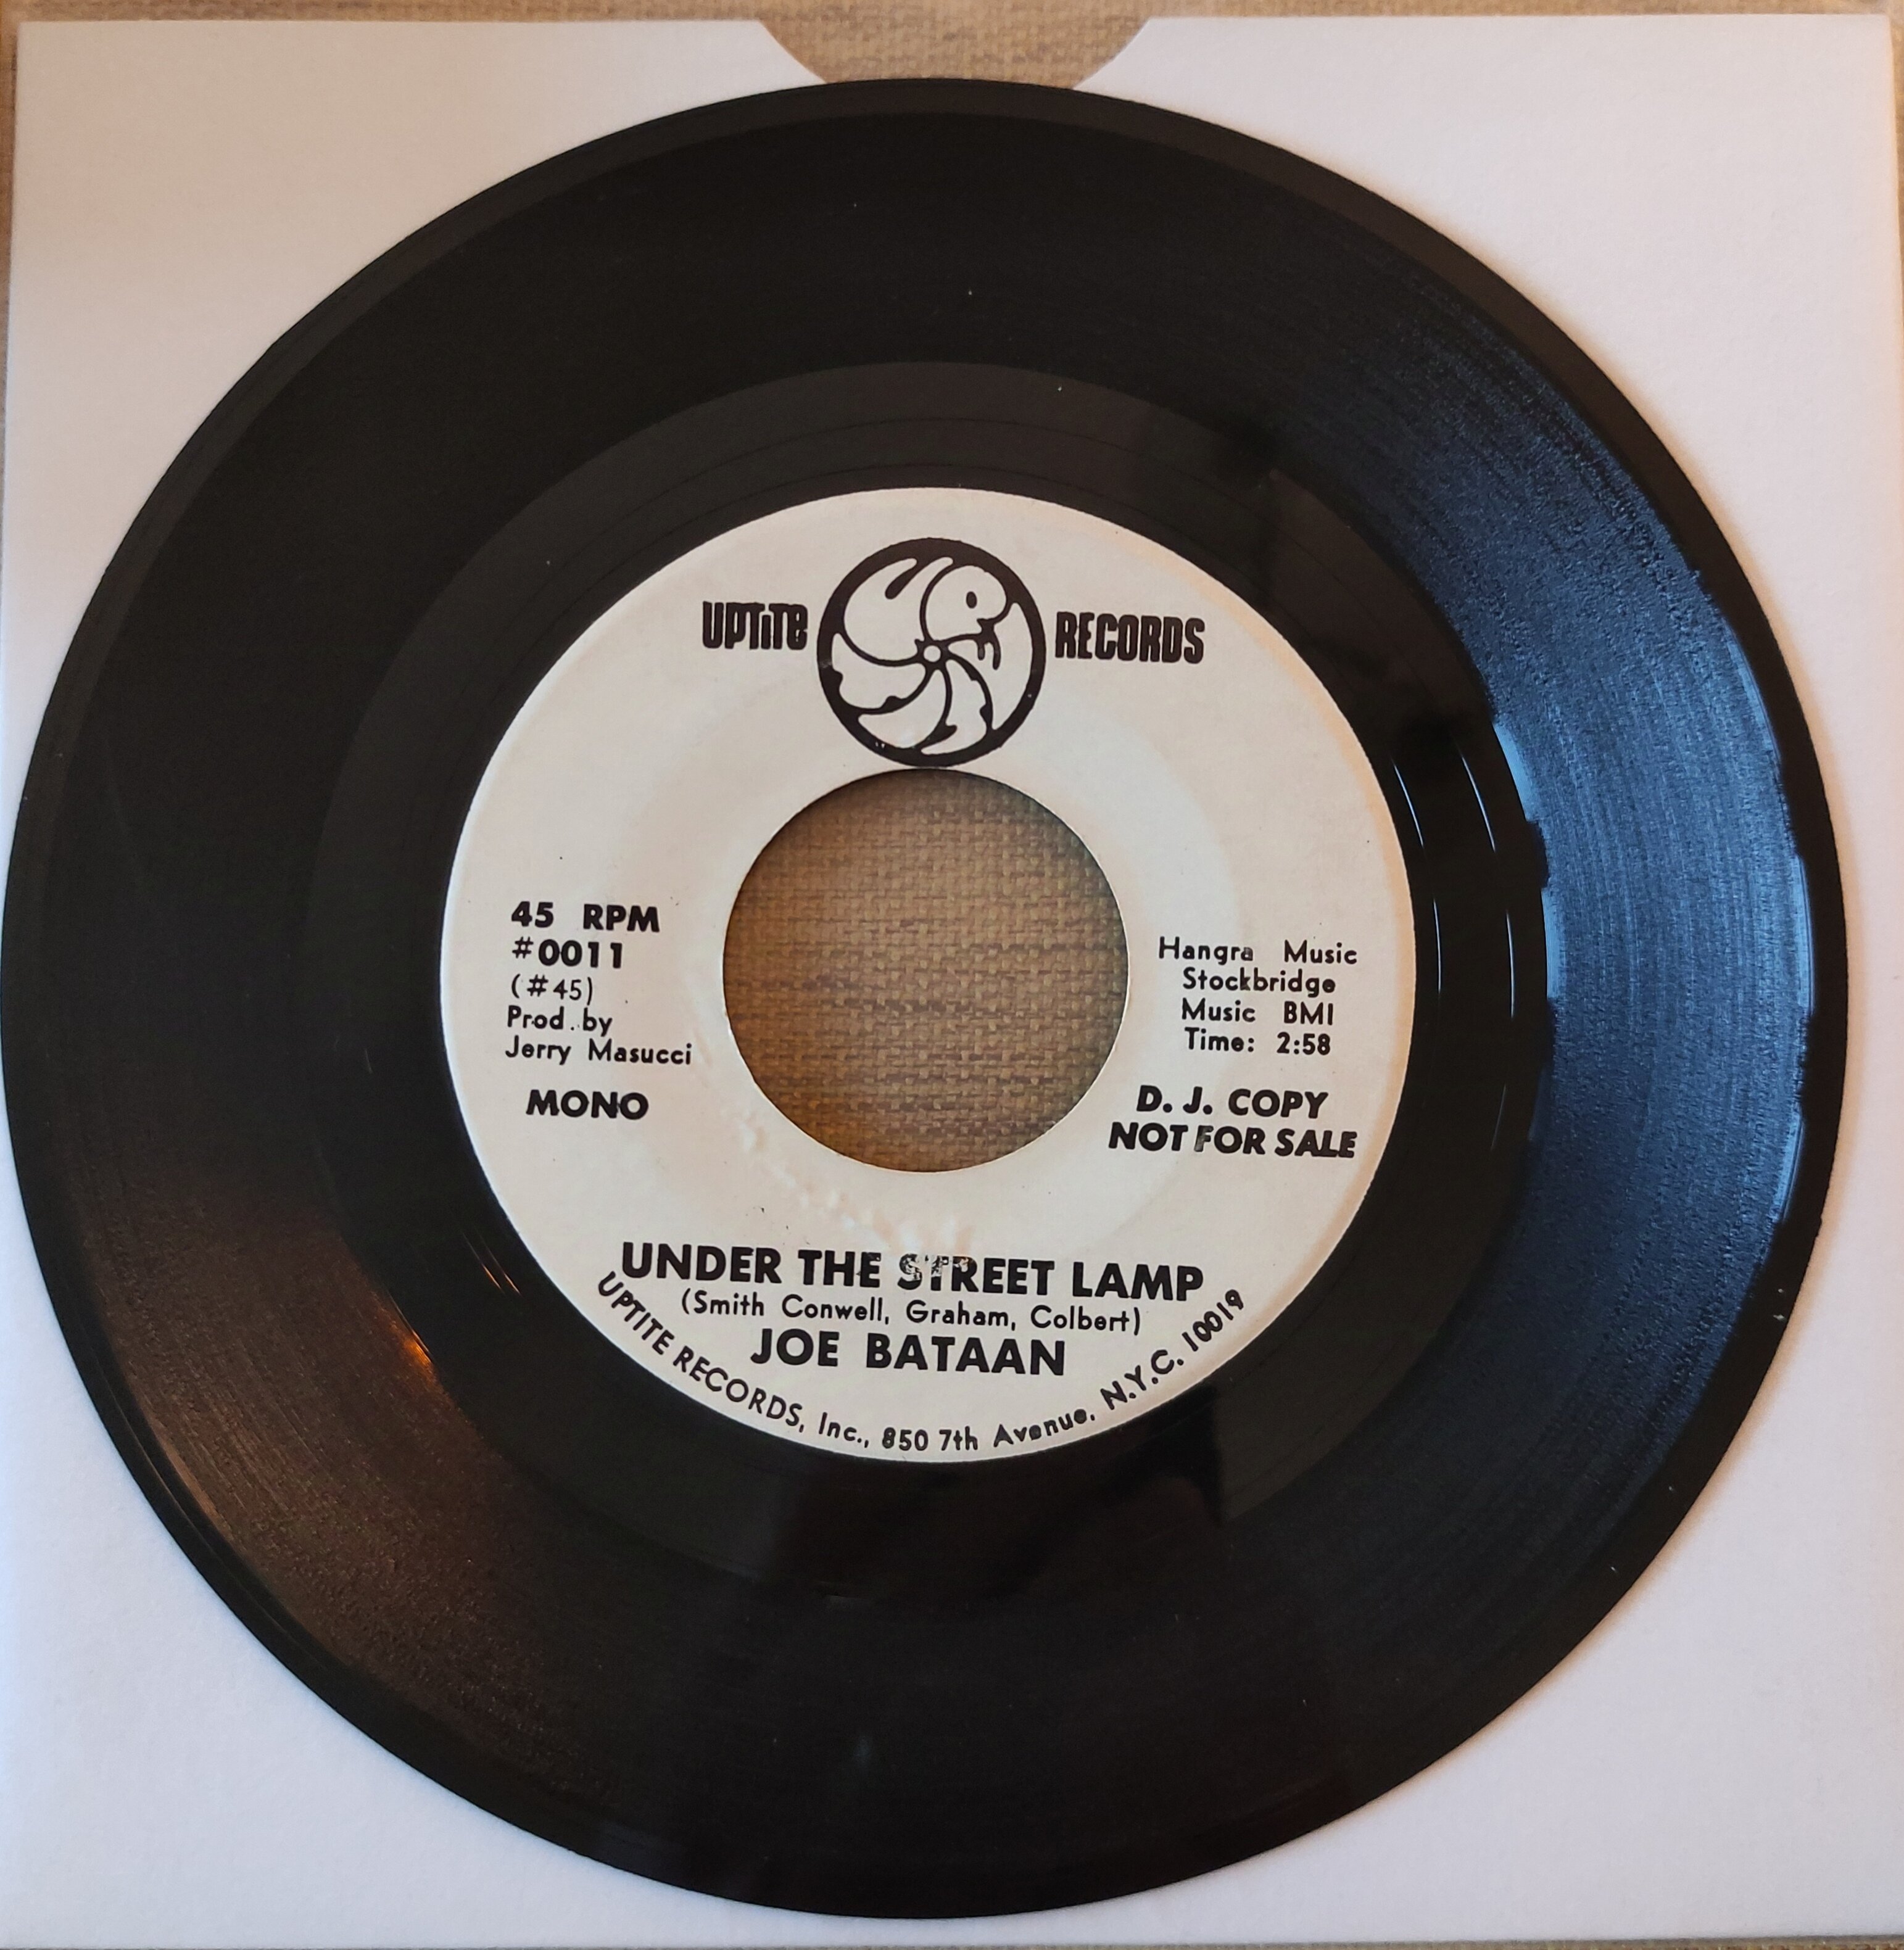 UPTITE RECORDS
45 RPM
#0011
(#45)
Prod. by
Jerry Masucci
MONO
Hangra Music
Stockbridge
Music BMI
Time: 2:58
D. J. COPY
NOT FOR SALE
UNDER THE STREET LAMP
(Smith Conwell, Graham, Colbert)
JOE BATAAN
UPTITE RECORDS, Inc., 850 7th Avenue, N.Y.C. 10019